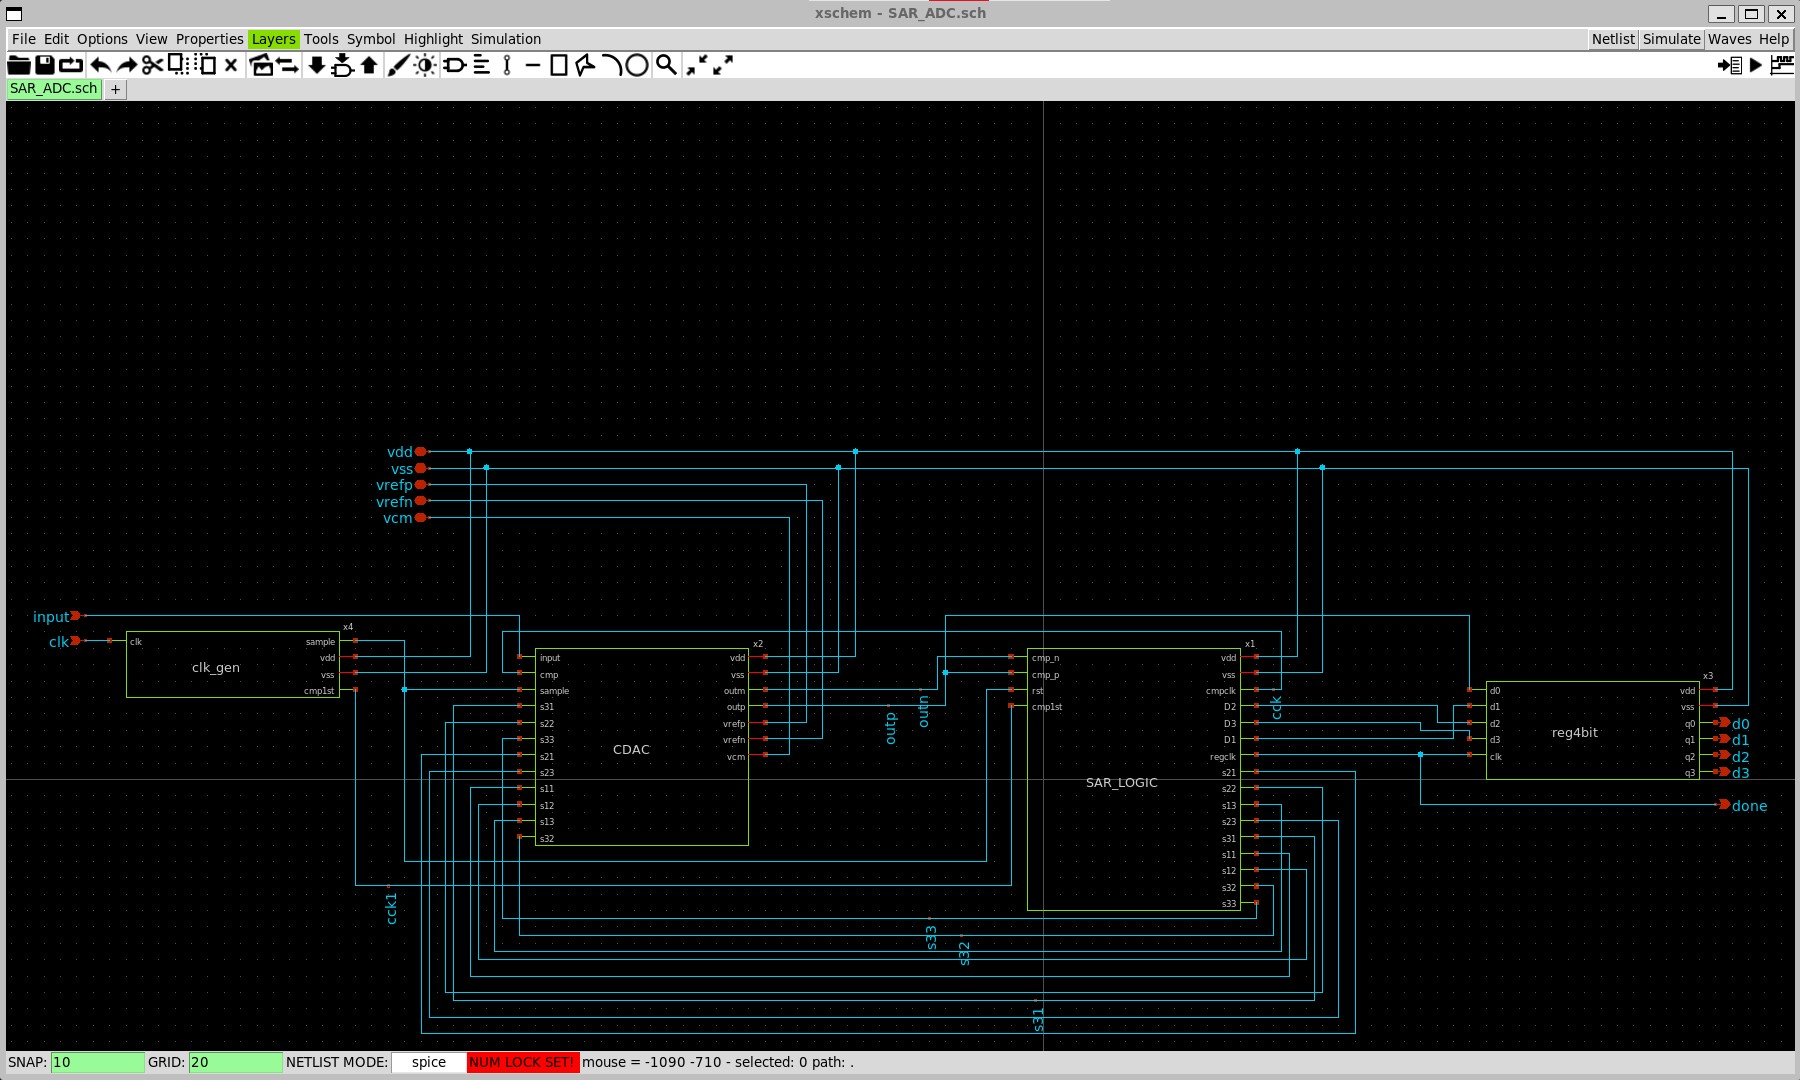 xschem - SAR_ADC.sch
File Edit Options View Properties Layers Tools Symbol Highlight Simulation Netlist Simulate Waves Help
SAR_ADC.sch +
vdd
vss
vrefp
vrefn
vcm
input
clk
x4
clk
sample
vdd
vss
cmp1st
clk_gen
x2
input
cmp
sample
s31
s22
s33
s21
s23
s11
s12
s13
s32
CDAC
vdd
vss
outm
outp
vrefp
vrefn
vcm
outp
outn
x1
cmp_n
cmp_p
rst
cmp1st
SAR_LOGIC
vdd
vss
cmpclk
D2
D3
D1
regclk
s21
s22
s13
s23
s31
s11
s12
s32
s33
cck
x3
d0
d1
d2
d3
clk
reg4bit
vdd
vss
q0
q1
q2
q3
d0
d1
d2
d3
done
cck1
s33
s32
s31
SNAP: 10 GRID: 20 NETLIST MODE: spice NUM LOCK SET! mouse = -1090 -710 - selected: 0 path: .